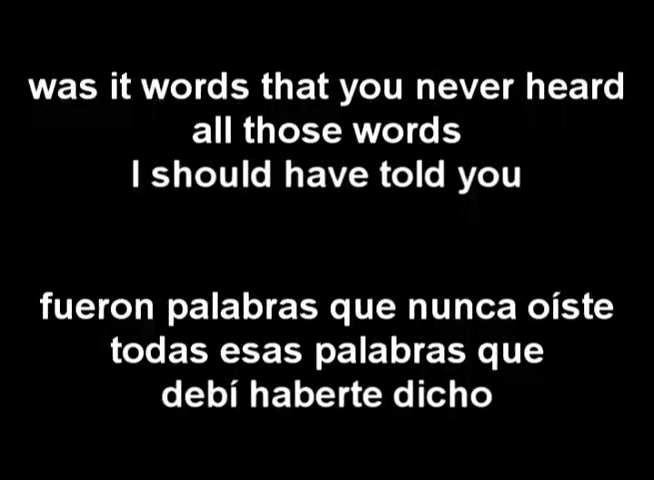 was it words that you never heard
all those words
I should have told you
fueron palabras que nunca oíste
todas esas palabras que
debí haberte dicho